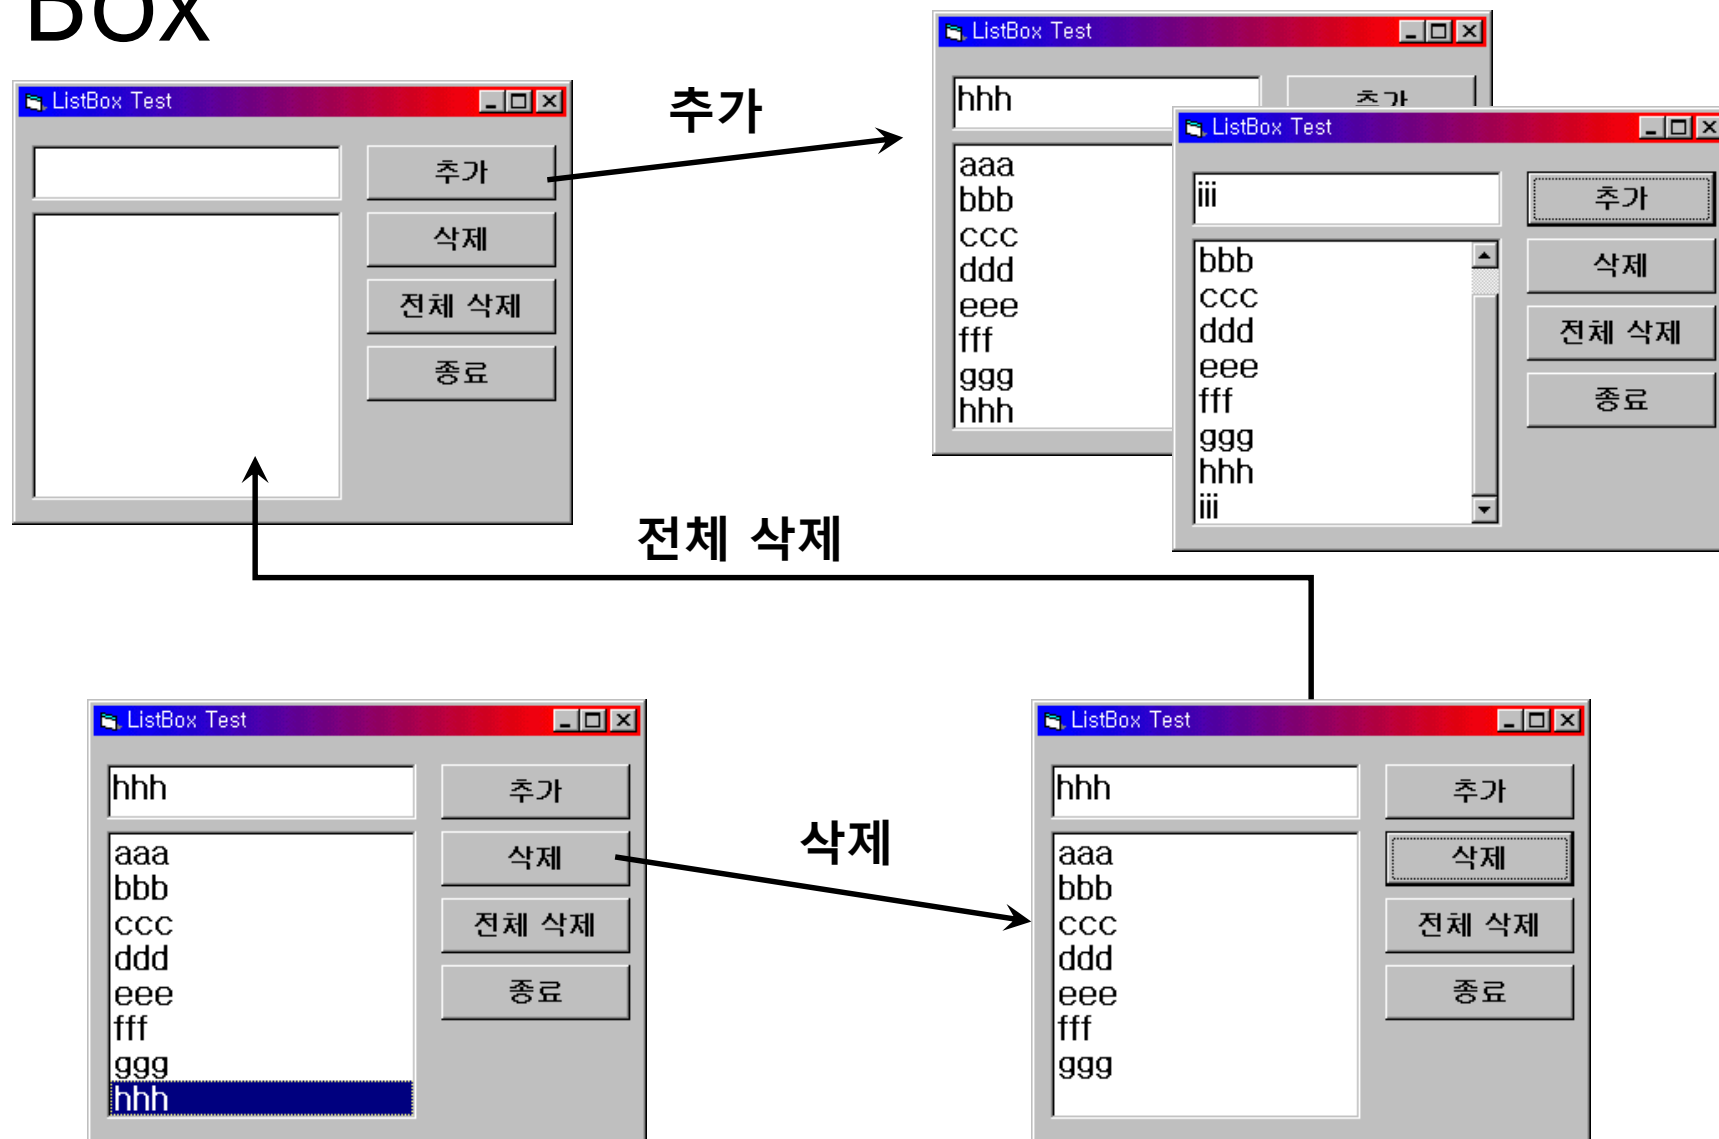 BOX
ListBox Test
추가
삭제
전체 삭제
종료
추가
ListBox Test
hhh
추가
aaa
bbb
ccc
ddd
eee
fff
ggg
hhh
ListBox Test
iii
추가
bbb
ccc
ddd
eee
fff
ggg
hhh
iii
삭제
전체 삭제
종료
전체 삭제
ListBox Test
hhh
추가
aaa
bbb
ccc
ddd
eee
fff
ggg
hhh
삭제
전체 삭제
종료
삭제
ListBox Test
hhh
추가
aaa
bbb
ccc
ddd
eee
fff
ggg
삭제
전체 삭제
종료